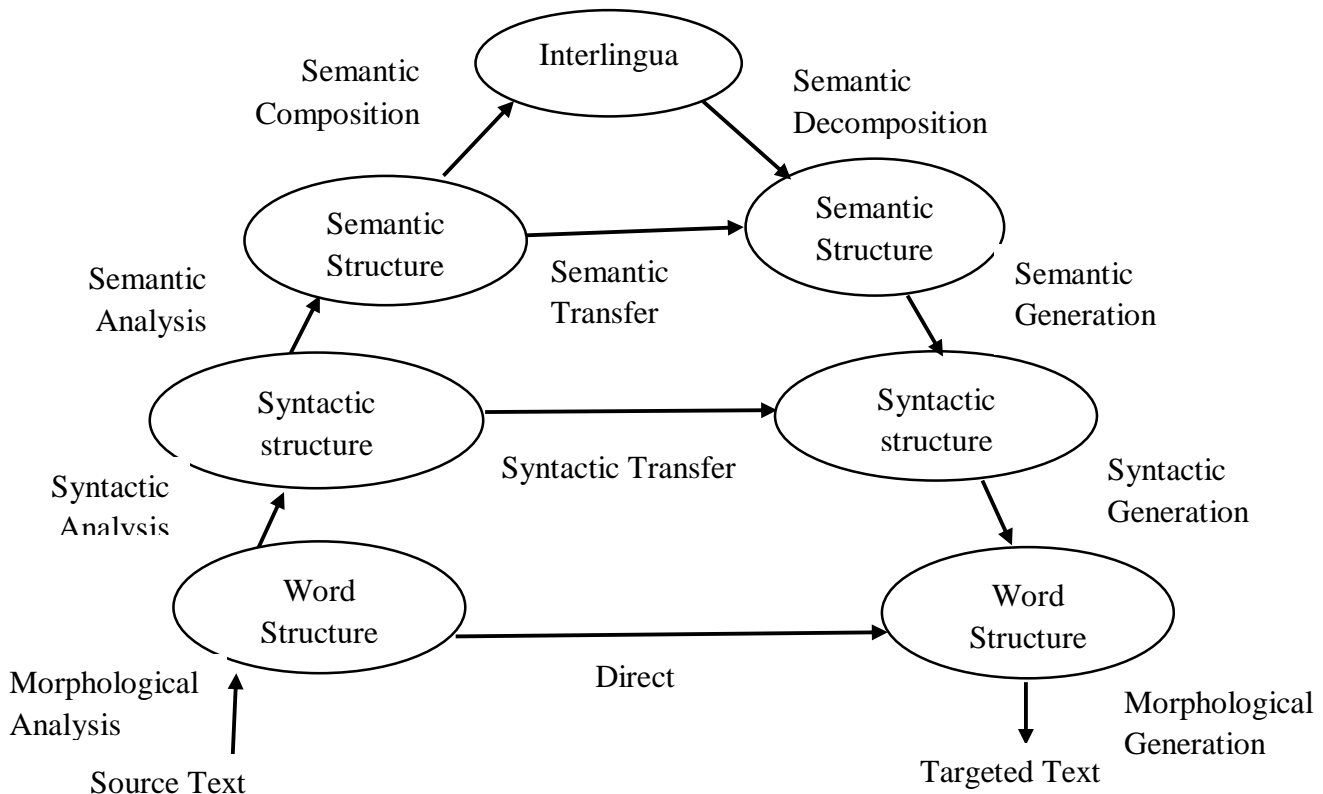 Interlingua
Semantic
Composition
Semantic
Decomposition
Semantic
Structure
Semantic
Structure
Semantic
Analysis
Semantic
Transfer
Semantic
Generation
Syntactic
structure
Syntactic
structure
Syntactic Transfer
Syntactic
Analysis
Syntactic
Generation
Word
Structure
Word
Structure
Direct
Morphological
Analysis
Morphological
Generation
Source Text
Targeted Text